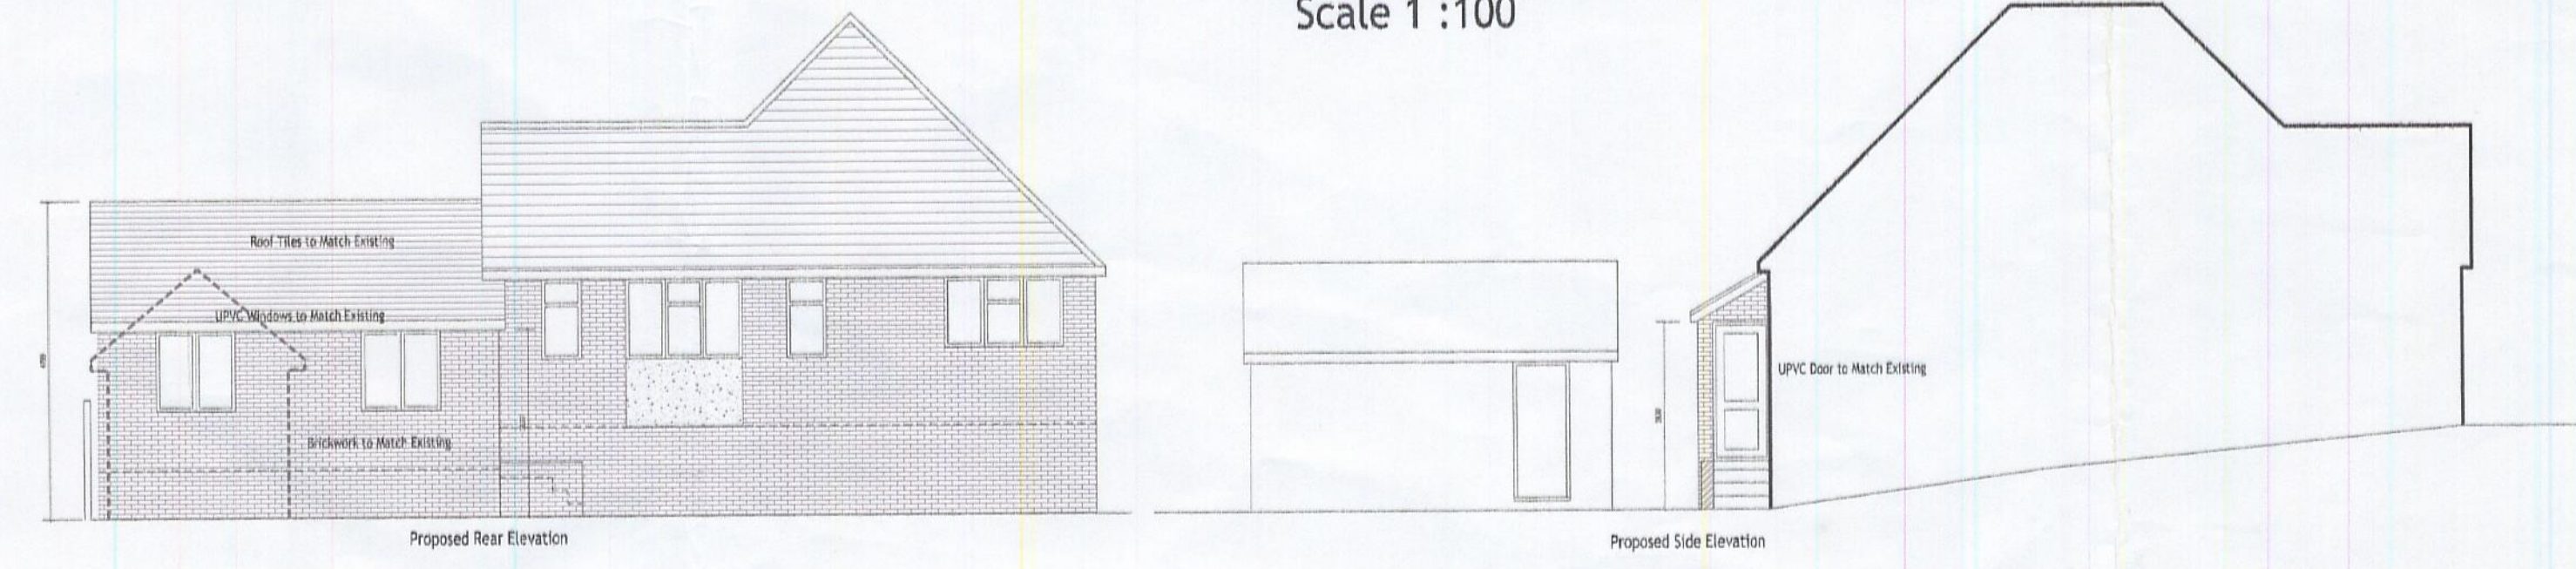 Scale 1 :100
Roof Tiles to Match Existing
UPVC Windows to Match Existing
Brickwork to Match Existing
UPVC Door to Match Existing
Proposed Rear Elevation
Proposed Side Elevation